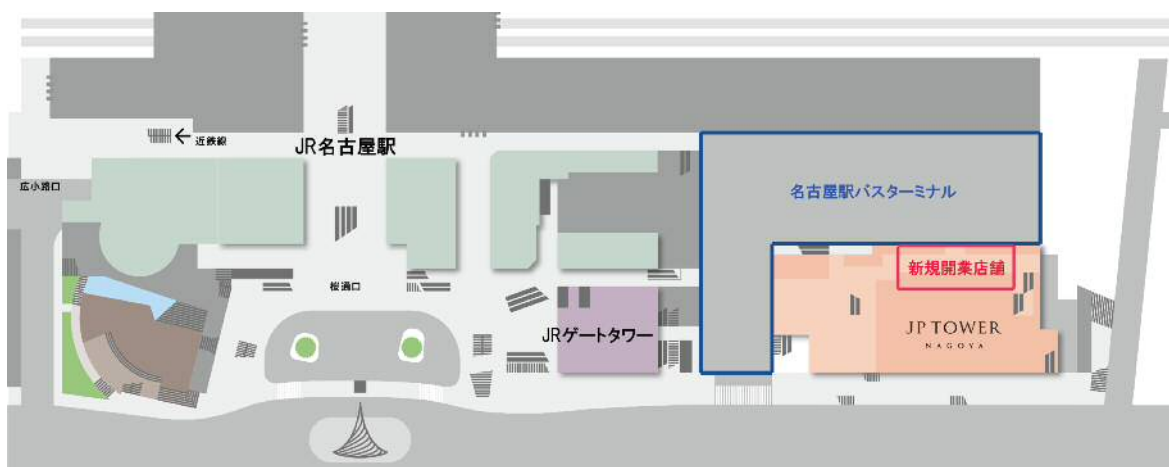 近鉄線
JR名古屋駅
広小路口
名古屋駅バスターミナル
新規開業店舗
桜通口
JRゲートタワー
JP TOWER
NAGOYA